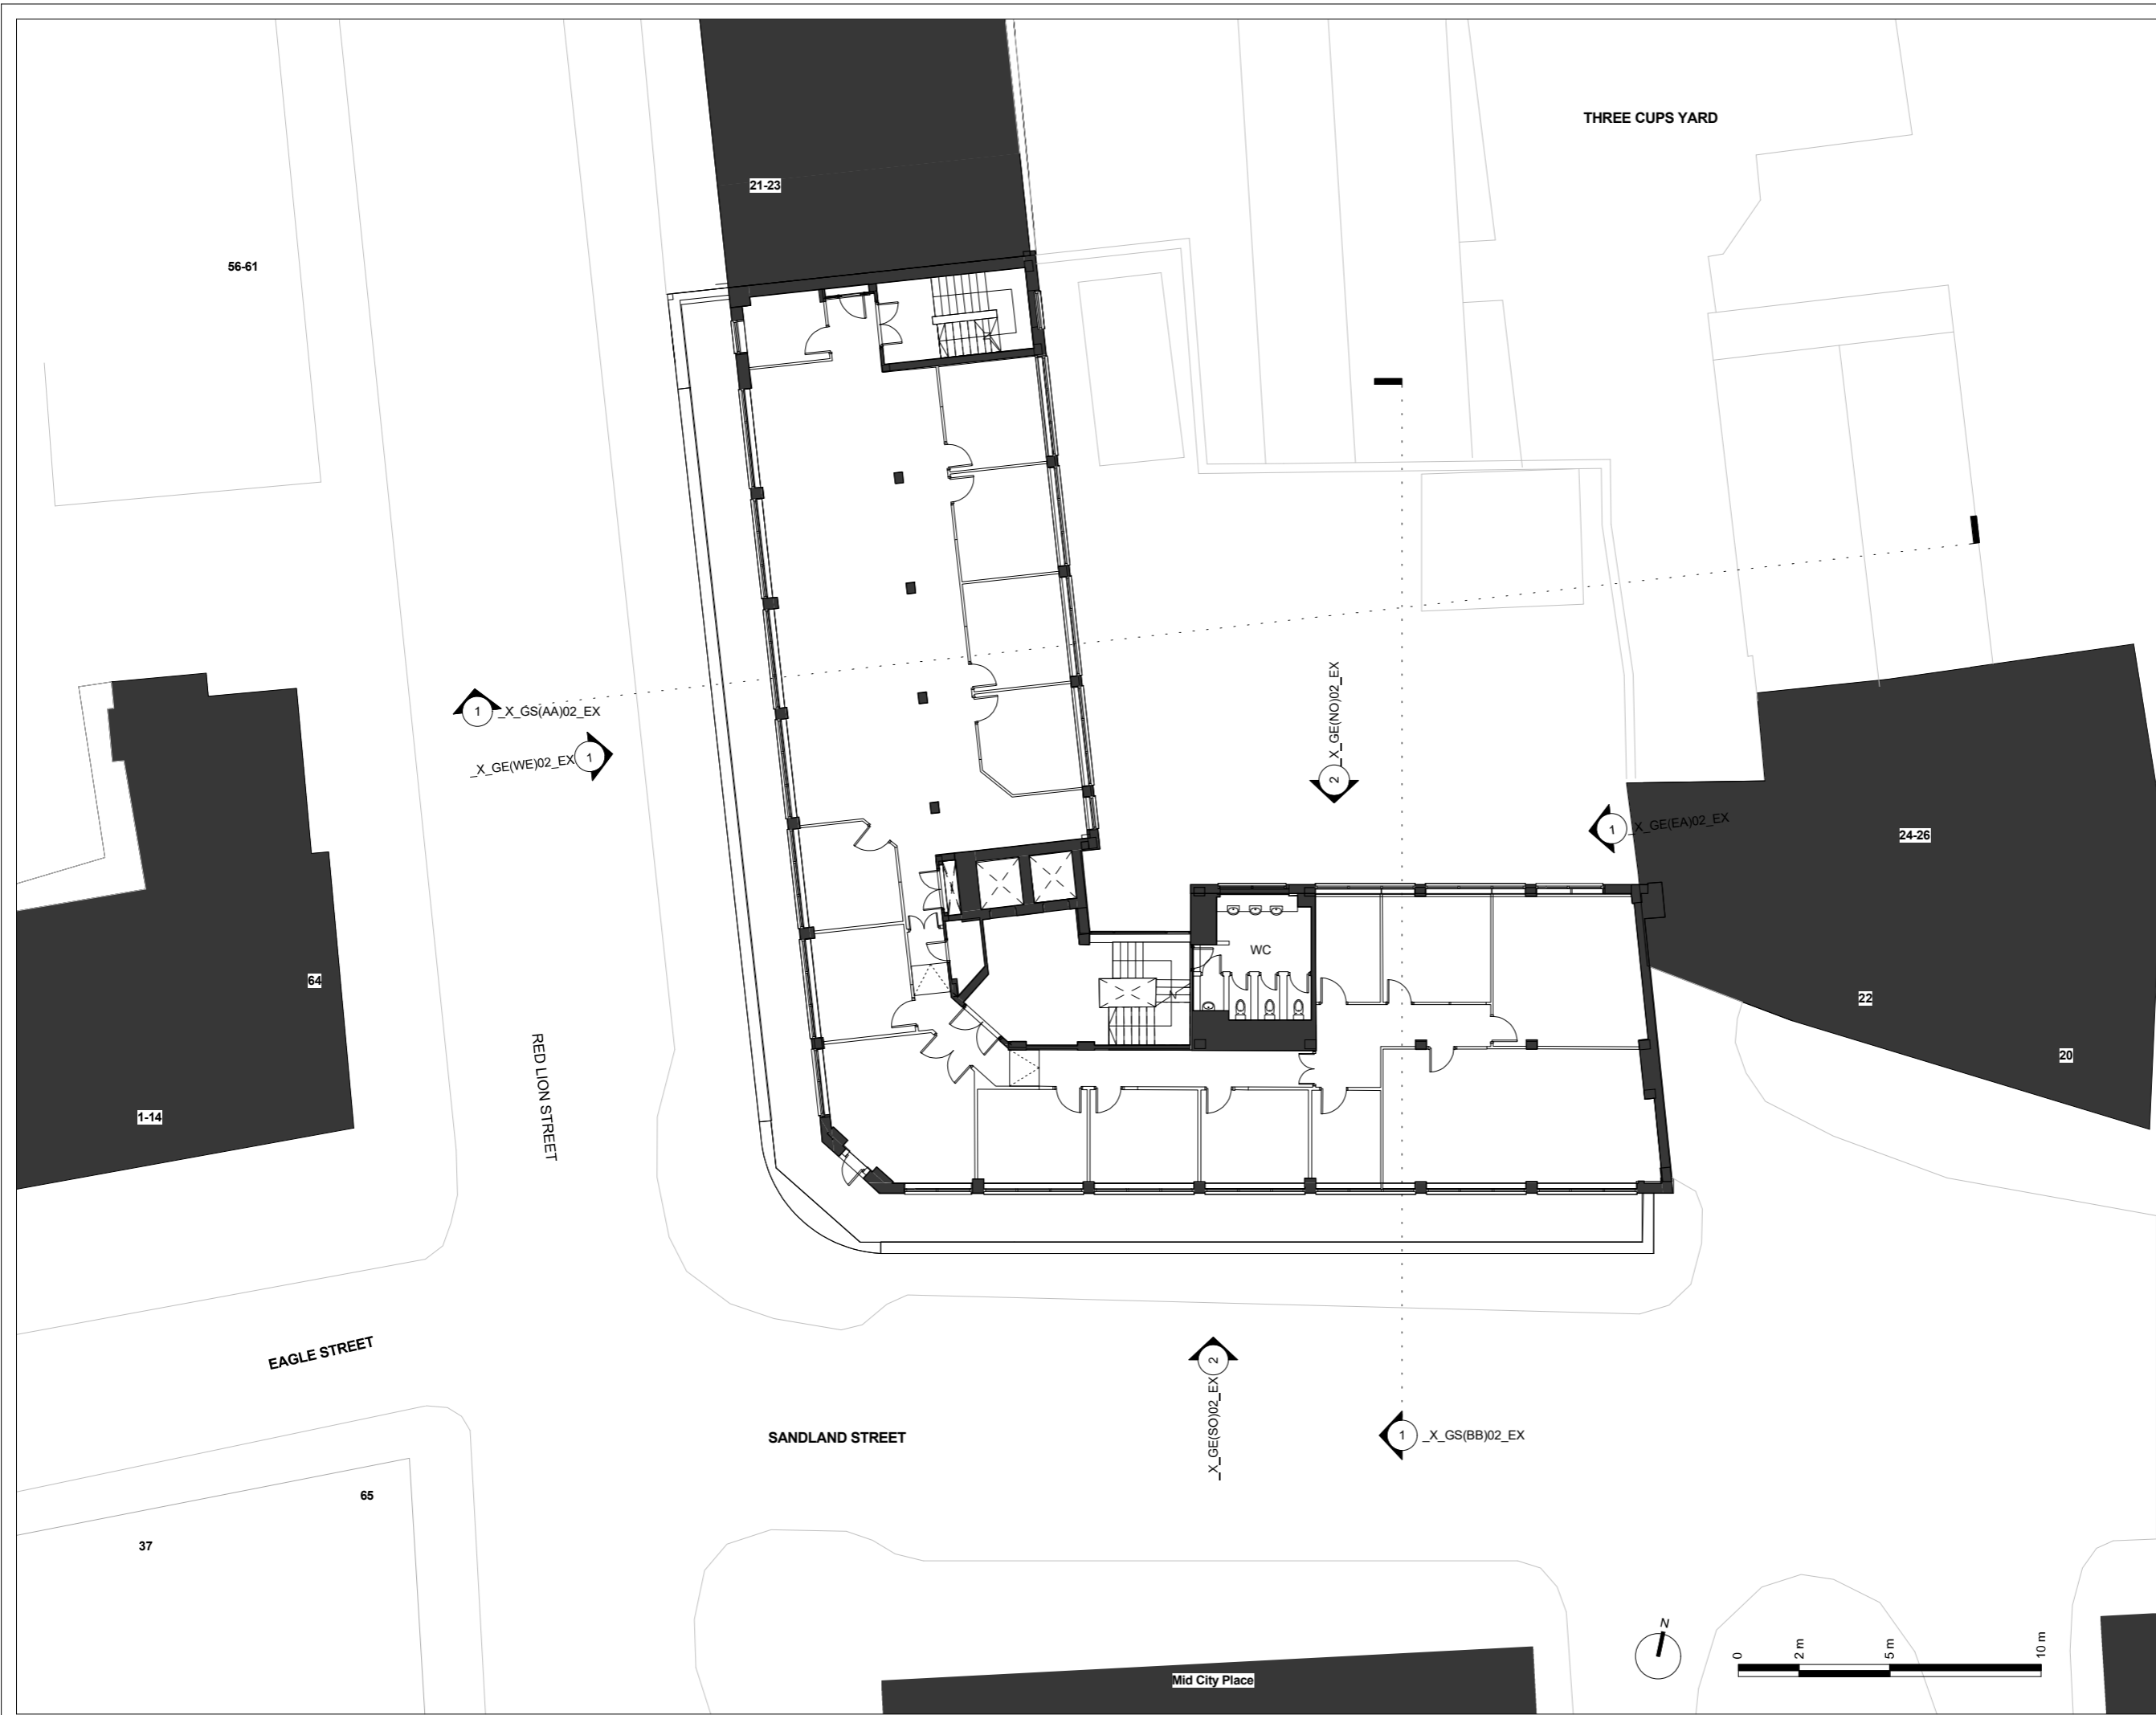 THREE CUPS YARD
21-23
56-61
_X_GE(NO)02_EX
2
1
_X_GS(AA)02_EX
_X_GE(WE)02_EX
1
1
_X_GE(EA)02_EX
24-26
WC
64
22
RED LION STREET
20
1-14
EAGLE STREET
2
_X_GE(SO)02_EX
SANDLAND STREET
1
_X_GS(BB)02_EX
65
37
N
0
2 m
5 m
10 m
Mid City Place